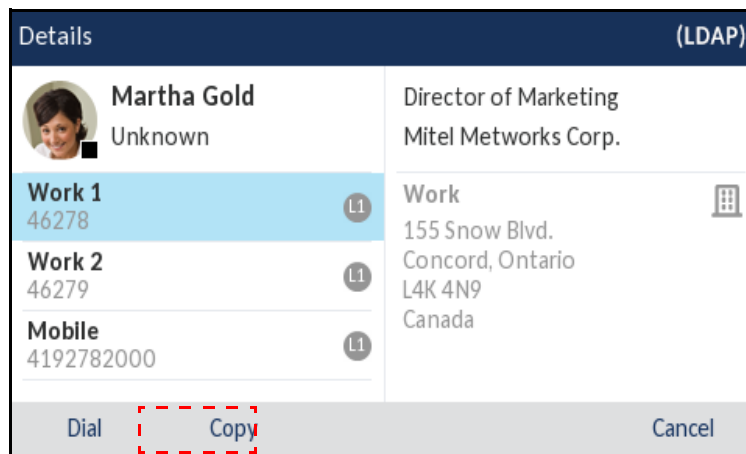 Details (LDAP)
Martha Gold
Unknown
Work 1
46278 L1
Work 2
46279 L1
Mobile
4192782000 L1
Director of Marketing
Mitel Metworks Corp.
Work
155 Snow Blvd.
Concord, Ontario
L4K 4N9
Canada
Dial Copy Cancel